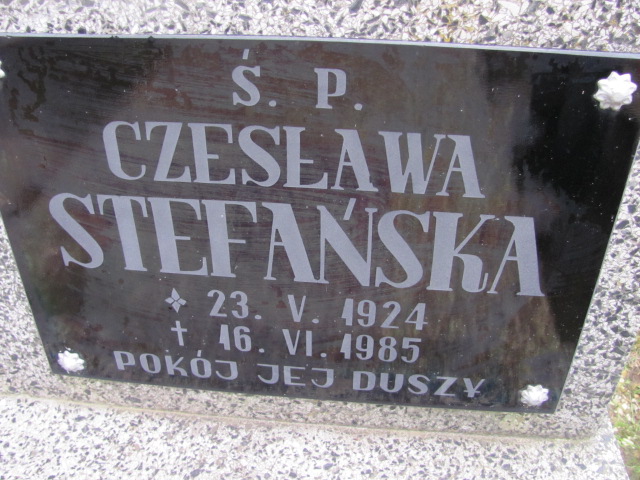 Ś. P.
CZESŁAWA
STEFAŃSKA
23. V. 1924
† 16. VI. 1985
POKÓJ JEJ DUSZY